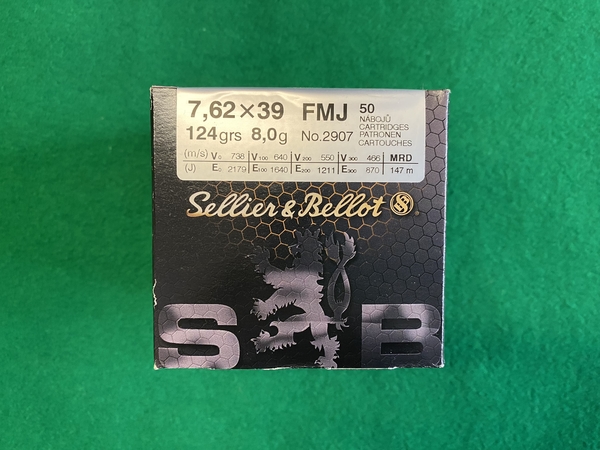 7,62×39 FMJ 50
NÁBOJŮ
124grs 8,0g No.2907 CARTRIDGES
PATRONEN
CARTOUCHES
(m/s) V₀ 738 V₁₀₀ 640 V₂₀₀ 550 V₃₀₀ 466 MRD
(J) E₀ 2179 E₁₀₀ 1640 E₂₀₀ 1211 E₃₀₀ 870 147 m
Sellier & Bellot
S B